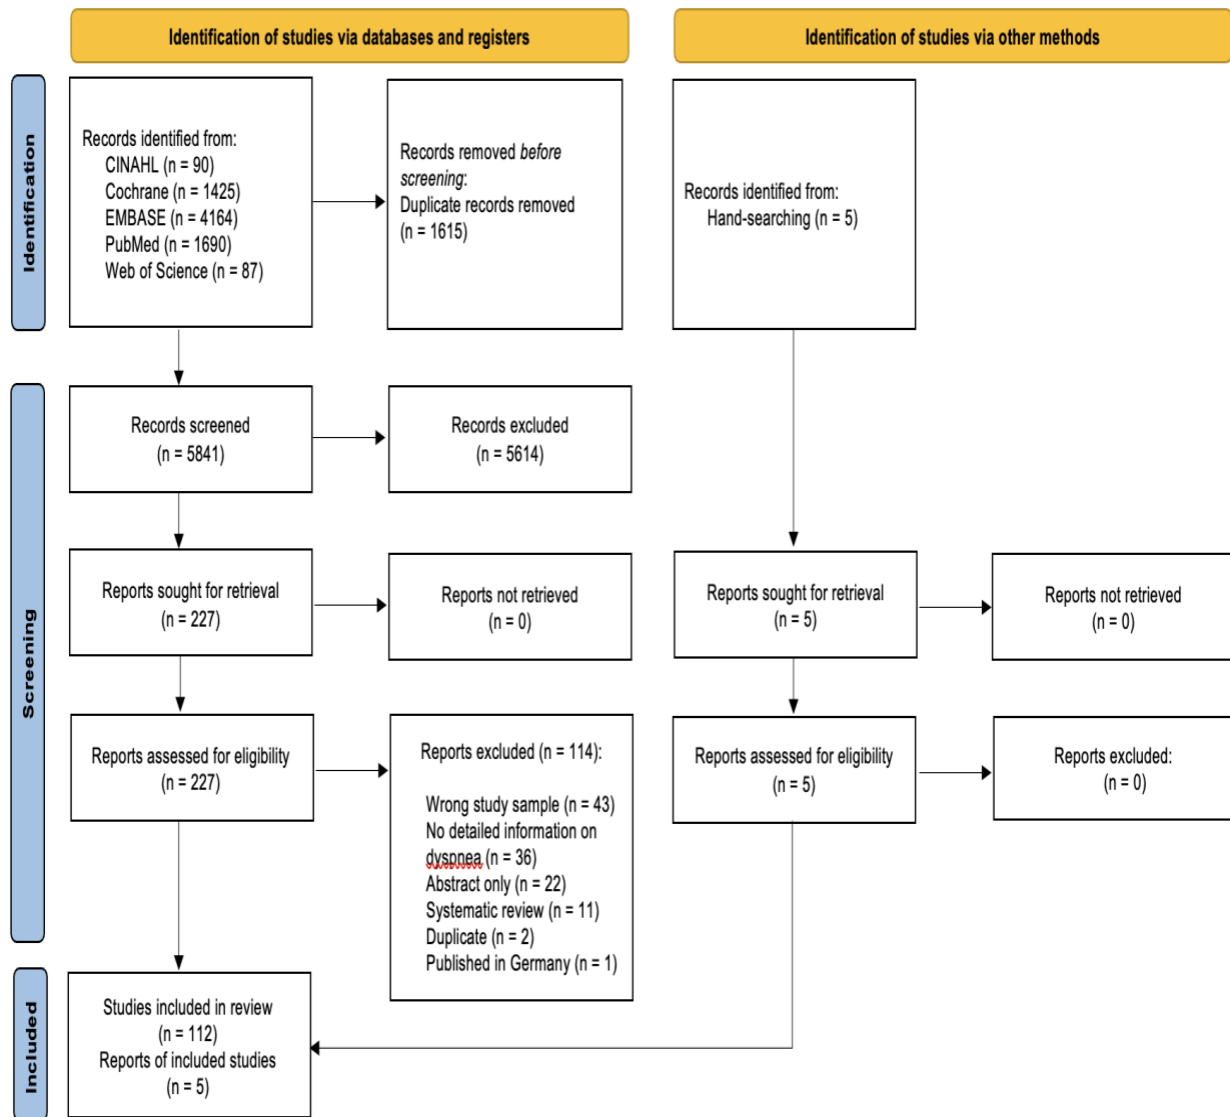 Identification of studies via databases and registers
Identification of studies via other methods
Identification
Records identified from:
CINAHL (n = 90)
Cochrane (n = 1425)
EMBASE (n = 4164)
PubMed (n = 1690)
Web of Science (n = 87)
Records removed before
screening:
Duplicate records removed
(n = 1615)
Records identified from:
Hand-searching (n = 5)
Screening
Records screened
(n = 5841)
Records excluded
(n = 5614)
Reports sought for retrieval
(n = 227)
Reports not retrieved
(n = 0)
Reports sought for retrieval
(n = 5)
Reports not retrieved
(n = 0)
Reports assessed for eligibility
(n = 227)
Reports excluded (n = 114):
Wrong study sample (n = 43)
No detailed information on
dyspnea (n = 36)
Abstract only (n = 22)
Systematic review (n = 11)
Duplicate (n = 2)
Published in Germany (n = 1)
Reports assessed for eligibility
(n = 5)
Reports excluded:
(n = 0)
Included
Studies included in review
(n = 112)
Reports of included studies
(n = 5)